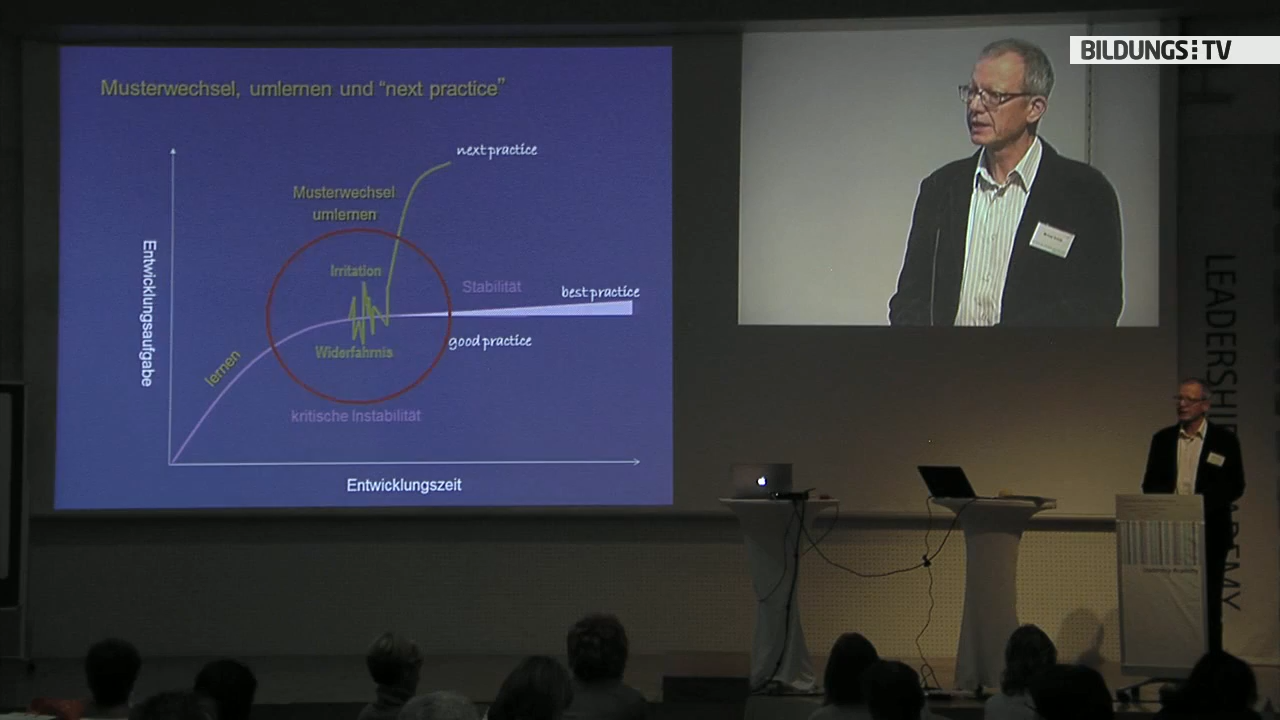 BILDUNGS TV
Musterwechsel, umlernen und “next practice”
next practice
Musterwechsel
umlernen
Irritation
Stabilität
best practice
good practice
Widerfahrnis
lernen
kritische Instabilität
Entwicklungsaufgabe
Entwicklungszeit
LEADERSHIP